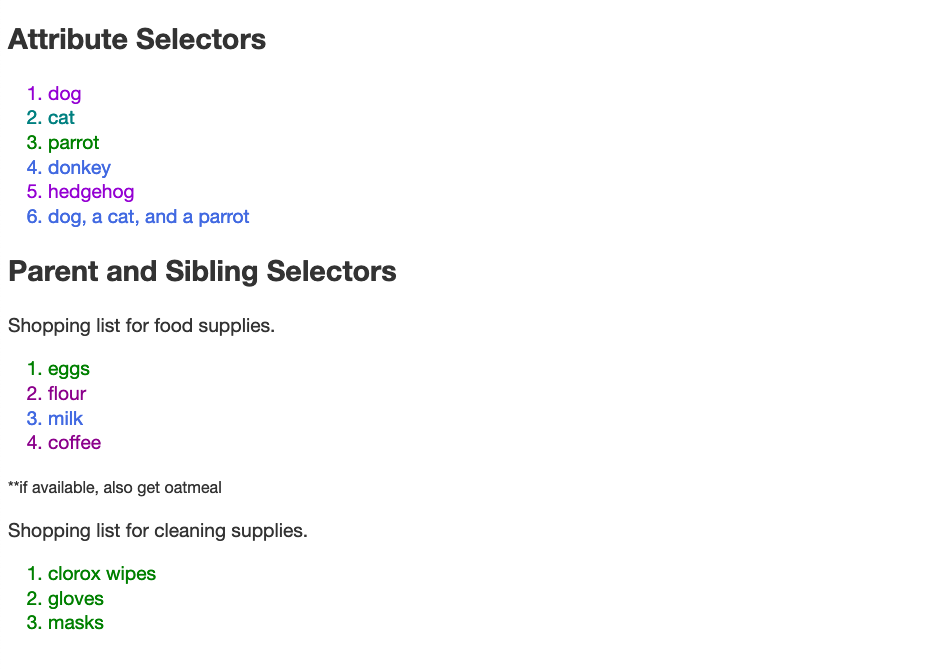 Attribute Selectors
1. dog
2. cat
3. parrot
4. donkey
5. hedgehog
6. dog, a cat, and a parrot
Parent and Sibling Selectors
Shopping list for food supplies.
1. eggs
2. flour
3. milk
4. coffee
**if available, also get oatmeal
Shopping list for cleaning supplies.
1. clorox wipes
2. gloves
3. masks